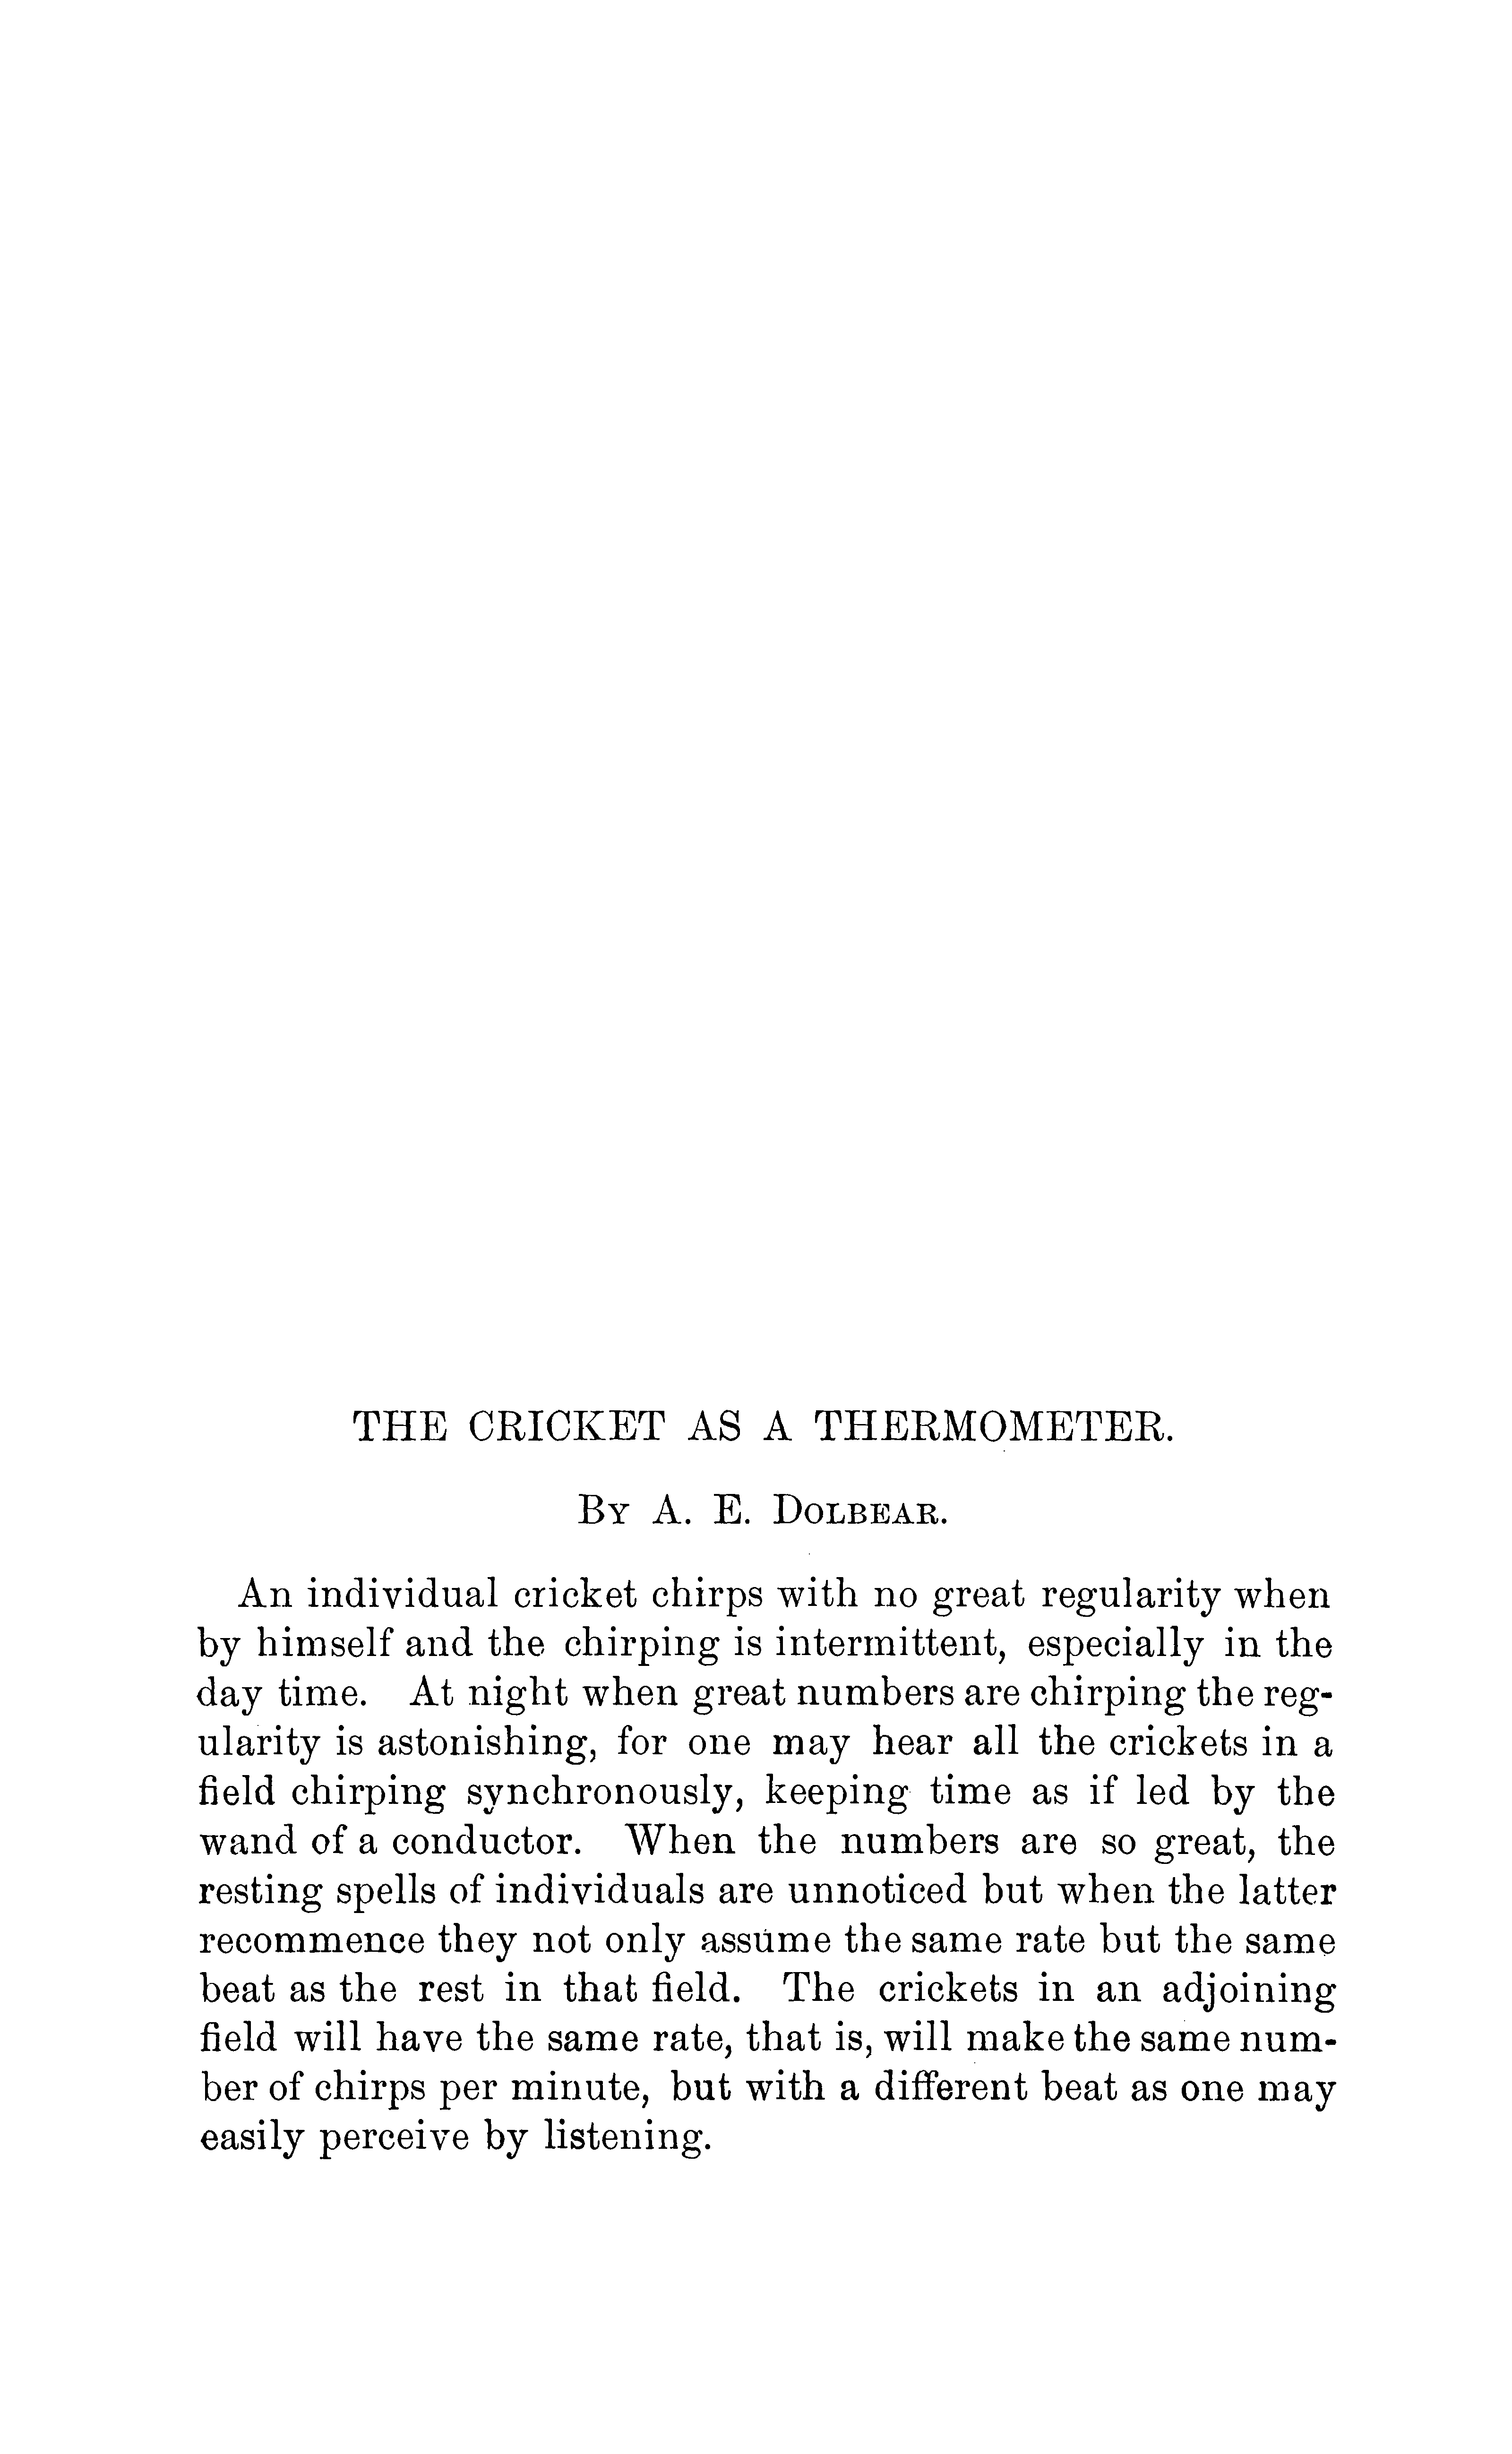 THE CRICKET AS A THERMOMETER.
BY A. E. DOLBEAR.
An individual cricket chirps with no great regularity when
by himself and the chirping is intermittent, especially in the
day time. At night when great numbers are chirping the reg-
ularity is astonishing, for one may hear all the crickets in a
field chirping synchronously, keeping time as if led by the
wand of a conductor. When the numbers are so great, the
resting spells of individuals are unnoticed but when the latter
recommence they not only assume the same rate but the same
beat as the rest in that field. The crickets in an adjoining
field will have the same rate, that is, will make the same num-
ber of chirps per minute, but with a different beat as one may
easily perceive by listening.